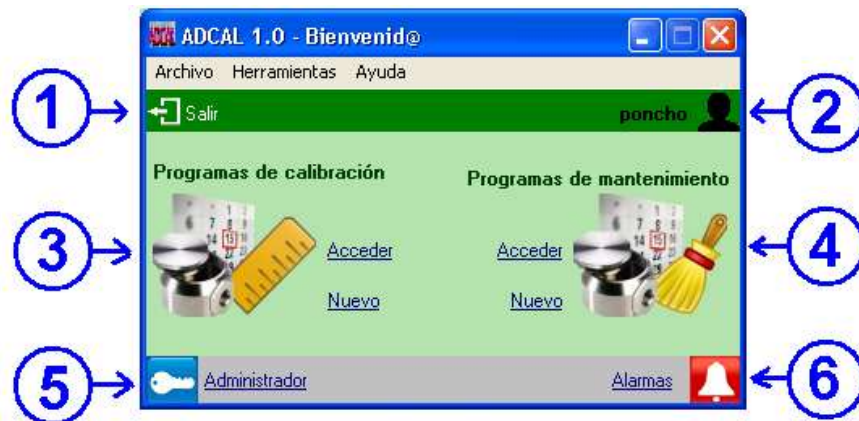 ADCAL 1.0 - Bienvenid@
Archivo Herramientas Ayuda
1
Salir
poncho
2
Programas de calibración
Programas de mantenimiento
3
Acceder
Nuevo
Acceder
Nuevo
4
5
Administrador
Alarmas
6